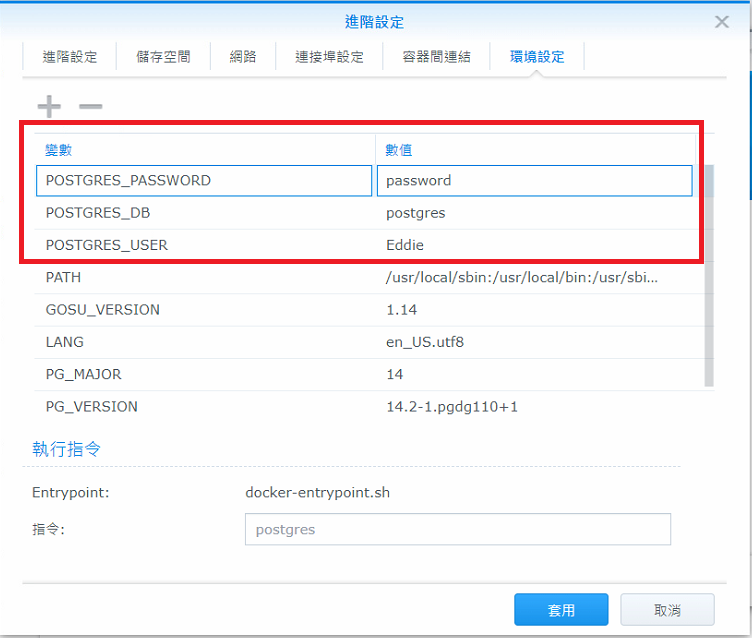 進階設定
進階設定 儲存空間 網路 連接埠設定 容器間連結 環境設定
變數 數值
POSTGRES_PASSWORD password
POSTGRES_DB postgres
POSTGRES_USER Eddie
PATH /usr/local/sbin:/usr/local/bin:/usr/sbi...
GOSU_VERSION 1.14
LANG en_US.utf8
PG_MAJOR 14
PG_VERSION 14.2-1.pgdg110+1
執行指令
Entrypoint: docker-entrypoint.sh
指令: postgres
套用 取消